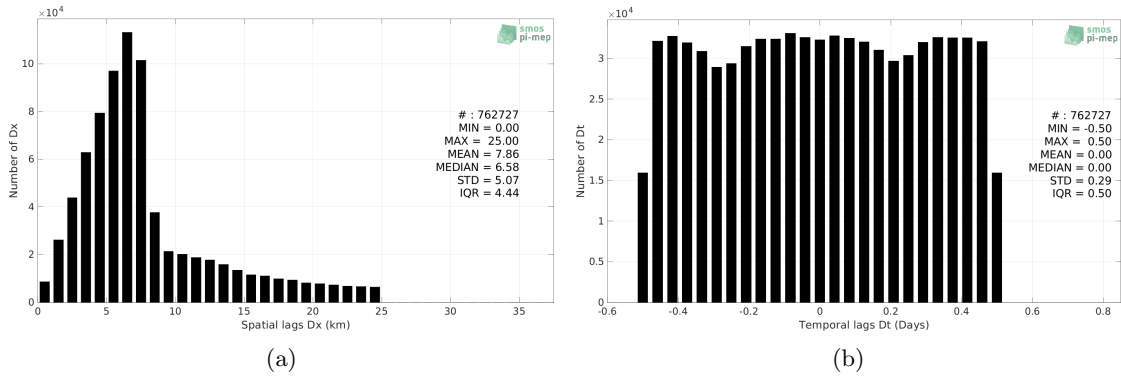 ×10⁴
smos
pi-mep
10
8
6
4
2
0
Number of Dx
# : 762727
MIN = 0.00
MAX = 25.00
MEAN = 7.86
MEDIAN = 6.58
STD = 5.07
IQR = 4.44
0 5 10 15 20 25 30 35
Spatial lags Dx (km)
(a)
×10⁴
smos
pi-mep
3
2.5
2
1.5
1
0.5
0
Number of Dt
# : 762727
MIN = -0.50
MAX = 0.50
MEAN = 0.00
MEDIAN = 0.00
STD = 0.29
IQR = 0.50
-0.6 -0.4 -0.2 0 0.2 0.4 0.6 0.8
Temporal lags Dt (Days)
(b)